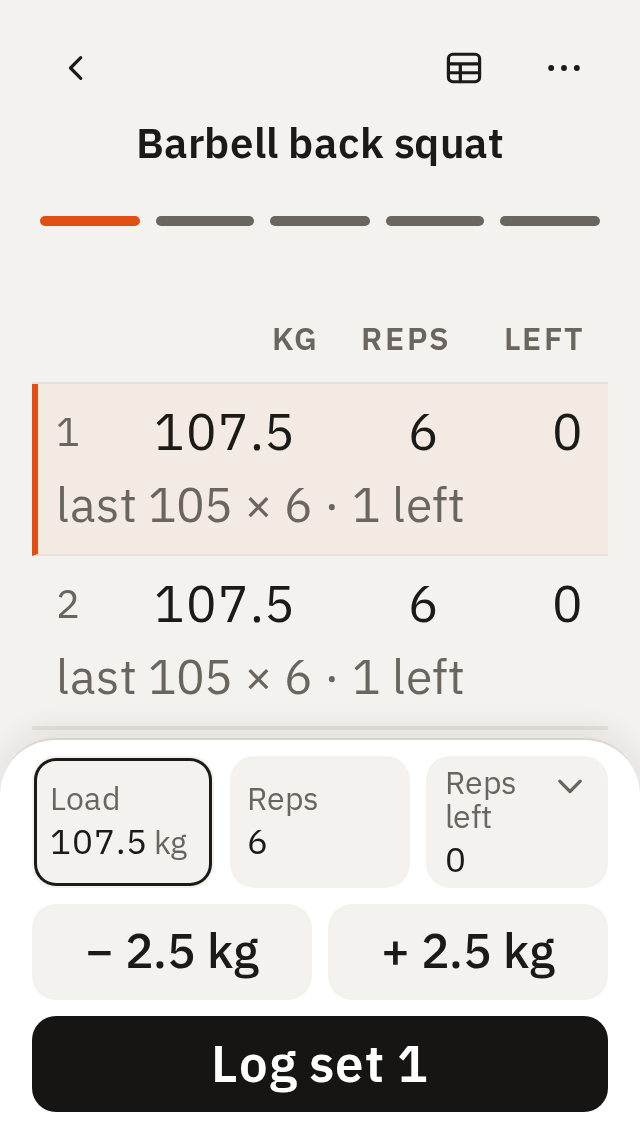 Barbell back squat
KG REPS LEFT
1 107.5 6 0
last 105 × 6 · 1 left
2 107.5 6 0
last 105 × 6 · 1 left
Load
107.5 kg
Reps
6
Reps
left
0
− 2.5 kg
+ 2.5 kg
Log set 1